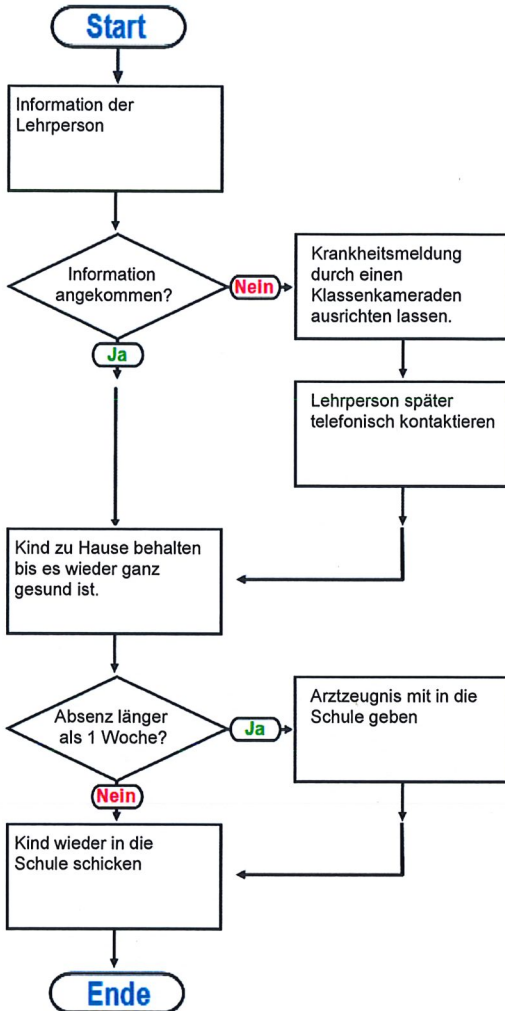 Start
Information der
Lehrperson
Information
angekommen?
Nein
Krankheitsmeldung
durch einen
Klassenkameraden
ausrichten lassen.
Ja
Lehrperson später
telefonisch kontaktieren
Kind zu Hause behalten
bis es wieder ganz
gesund ist.
Absenz länger
als 1 Woche?
Ja
Arztzeugnis mit in die
Schule geben
Nein
Kind wieder in die
Schule schicken
Ende